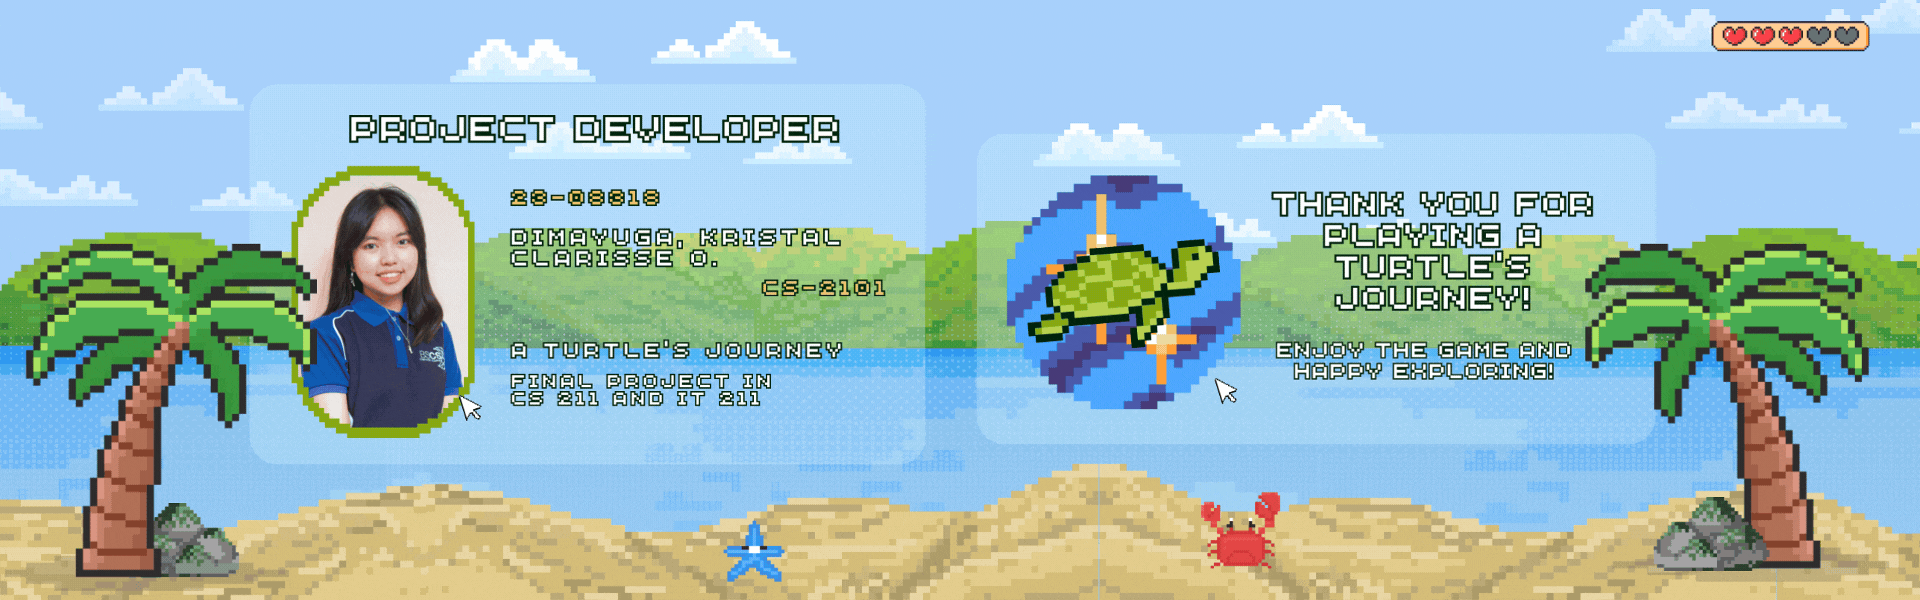 PROJECT DEVELOPER
23-08318
DIMAYUGA, KRISTAL
CLARISSE O.
CS-2101
A TURTLE'S JOURNEY
FINAL PROJECT IN
CS 211 AND IT 211
THANK YOU FOR
PLAYING A
TURTLE'S
JOURNEY!
ENJOY THE GAME AND
HAPPY EXPLORING!